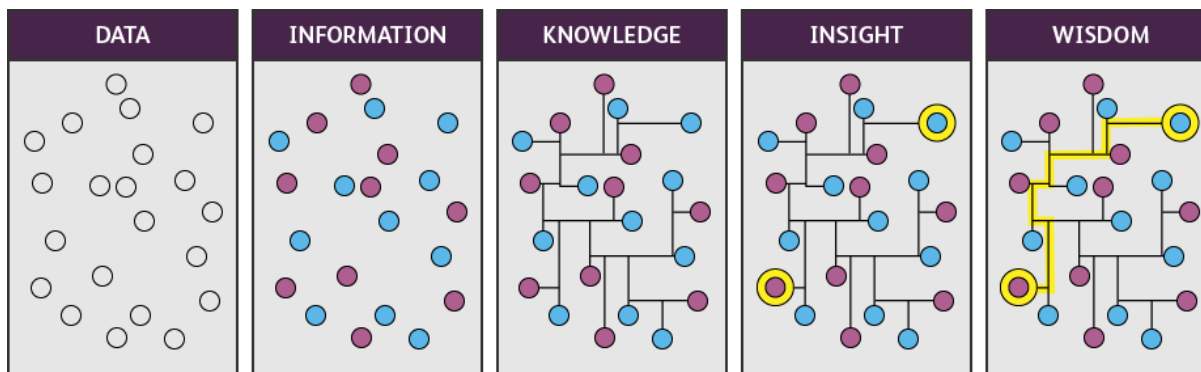 DATA
INFORMATION
KNOWLEDGE
INSIGHT
WISDOM